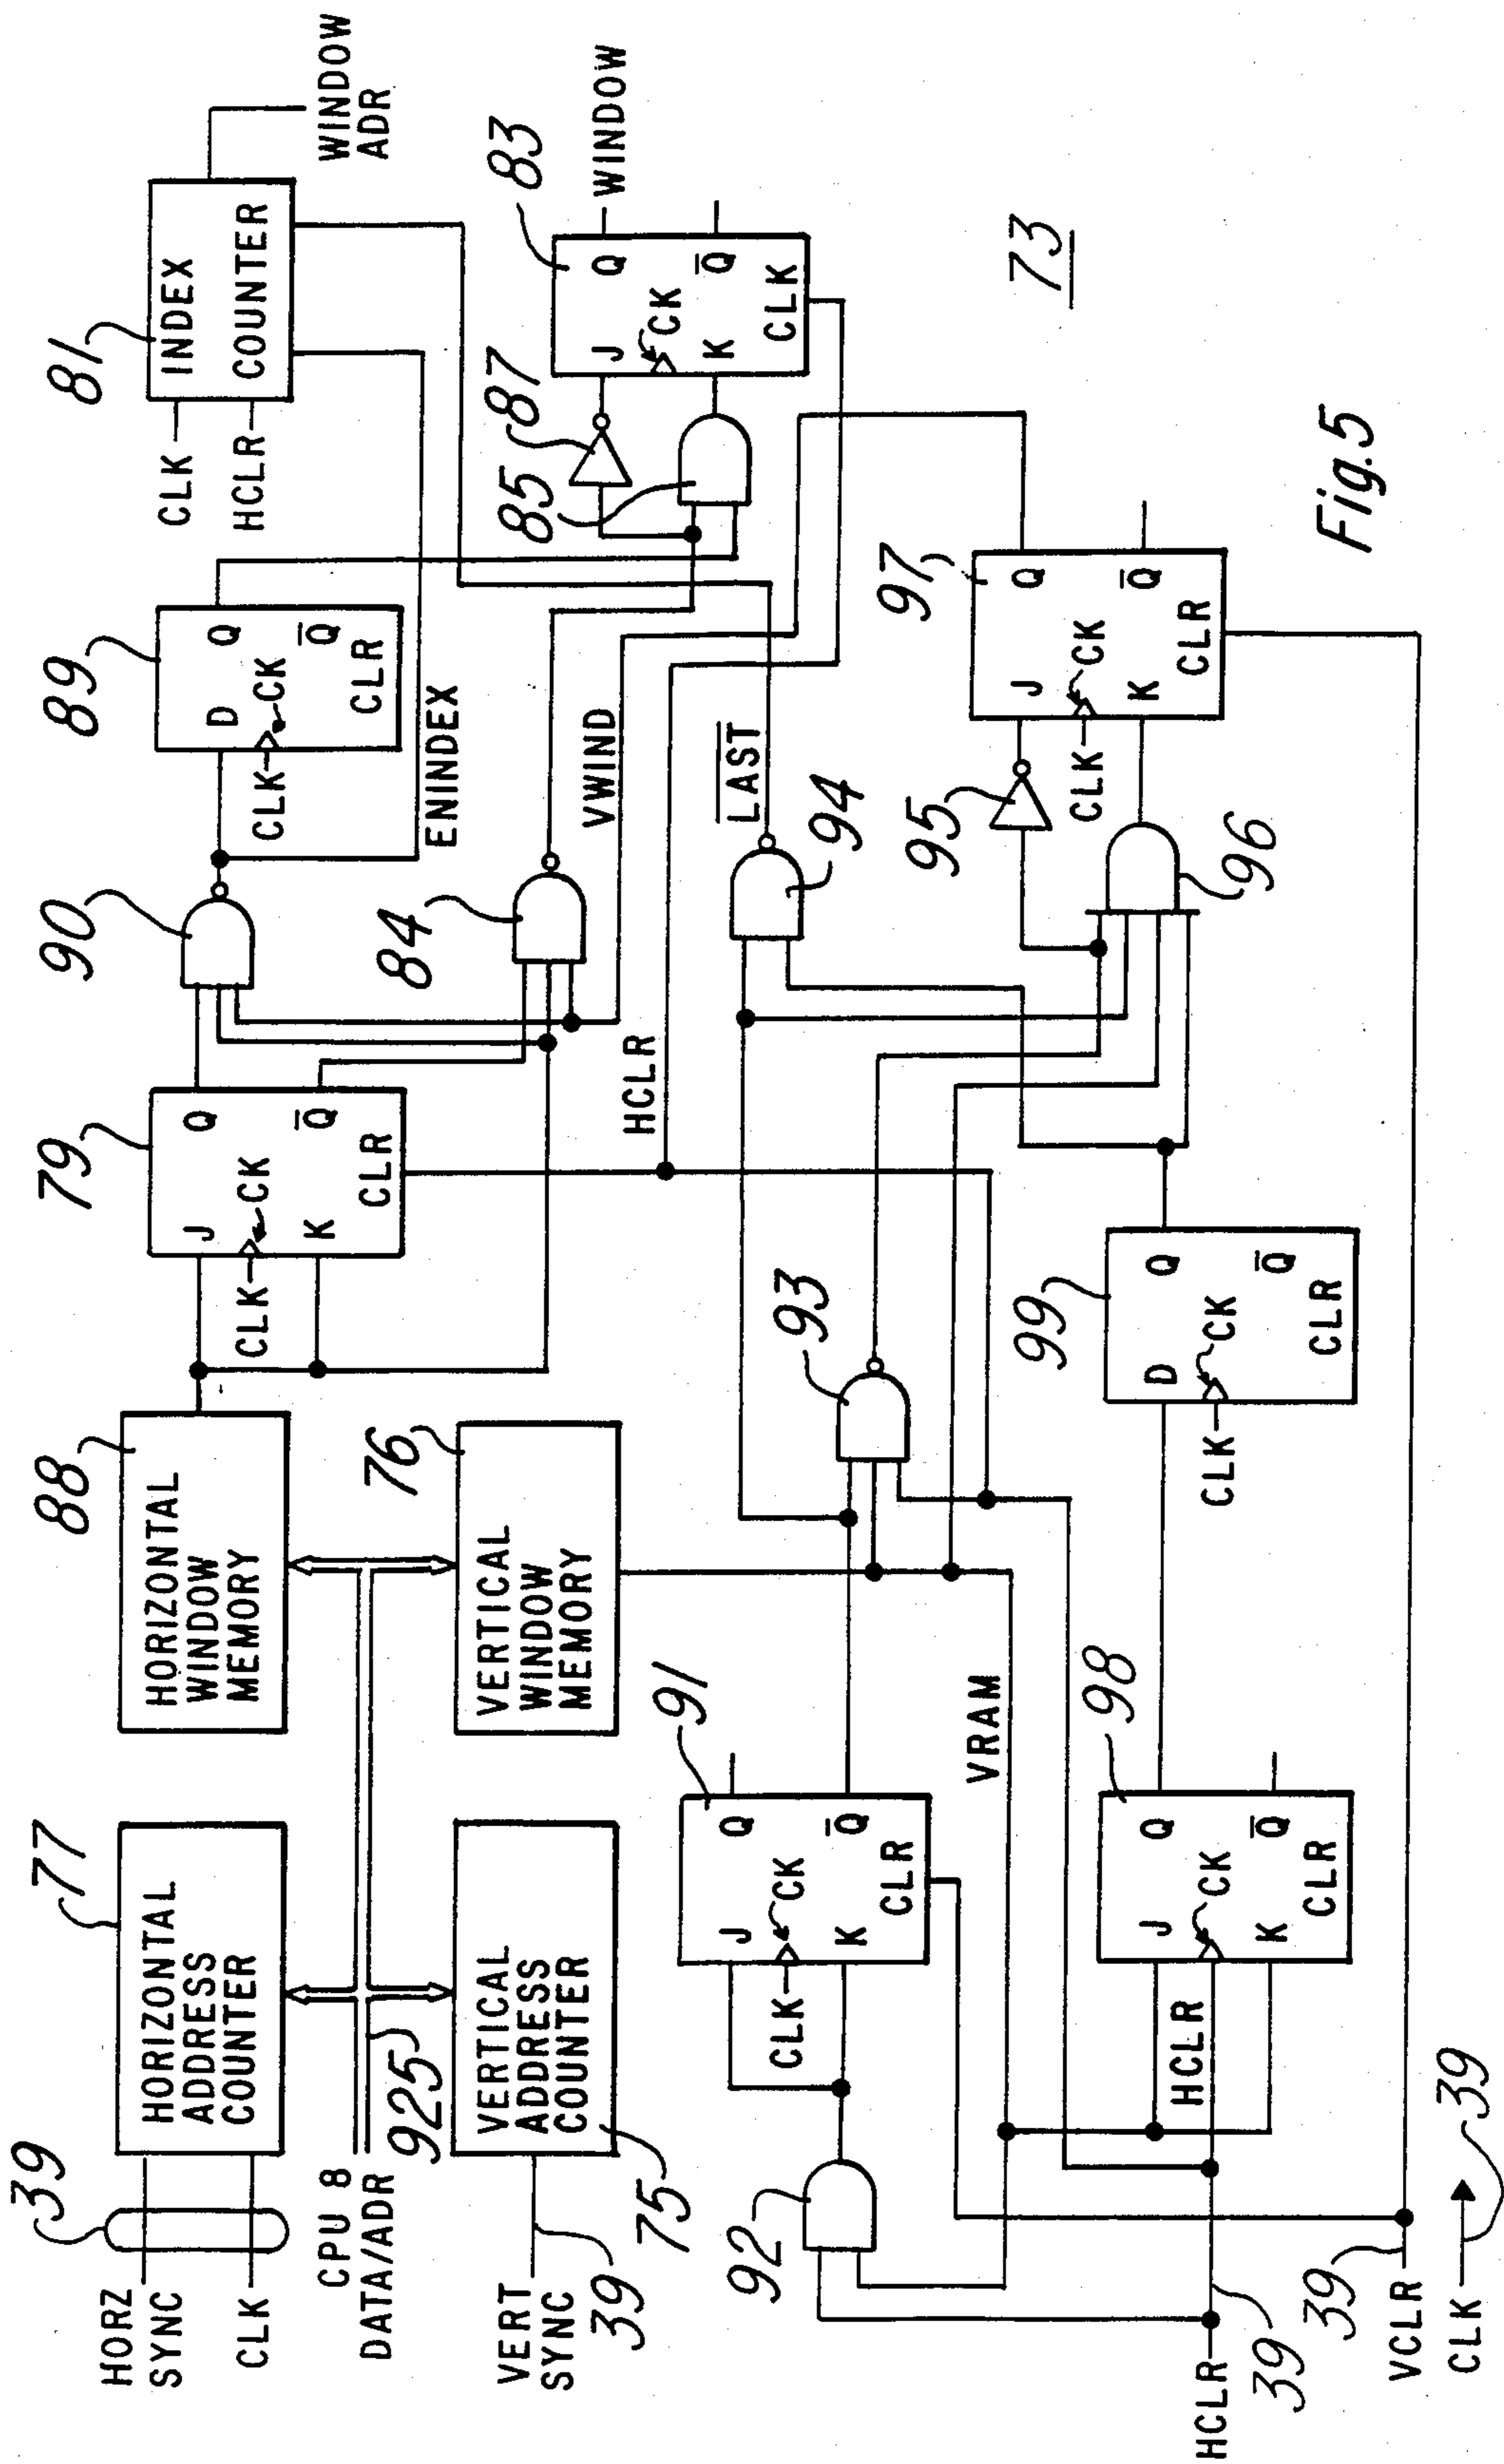 39
HORZ
SYNC
CLK
77
HORIZONTAL
ADDRESS
COUNTER
CPU 8
DATA/ADR
925
VERT
SYNC
39
VERTICAL
ADDRESS
COUNTER
75
88
HORIZONTAL
WINDOW
MEMORY
76
VERTICAL
WINDOW
MEMORY
79
J
Q
CK
CLK
K
Q̅
CLR
90
89
D
Q
CK
CLK
Q̅
CLR
ENINDEX
84
VWIND
HCLR
81
INDEX
COUNTER
CLK
HCLR
WINDOW
ADR
83
J
Q
CK
K
Q̅
CLK
WINDOW
87
85
73
91
J
Q
CK
CLK
K
Q̅
CLR
92
93
L̅A̅S̅T̅
94
95
96
97
J
Q
CK
CLK
K
Q̅
CLR
VRAM
98
J
Q
CK
HCLR
K
Q̅
CLR
99
D
Q
CK
CLK
Q̅
CLR
HCLR
39
VCLR
39
CLK
39
Fig.5